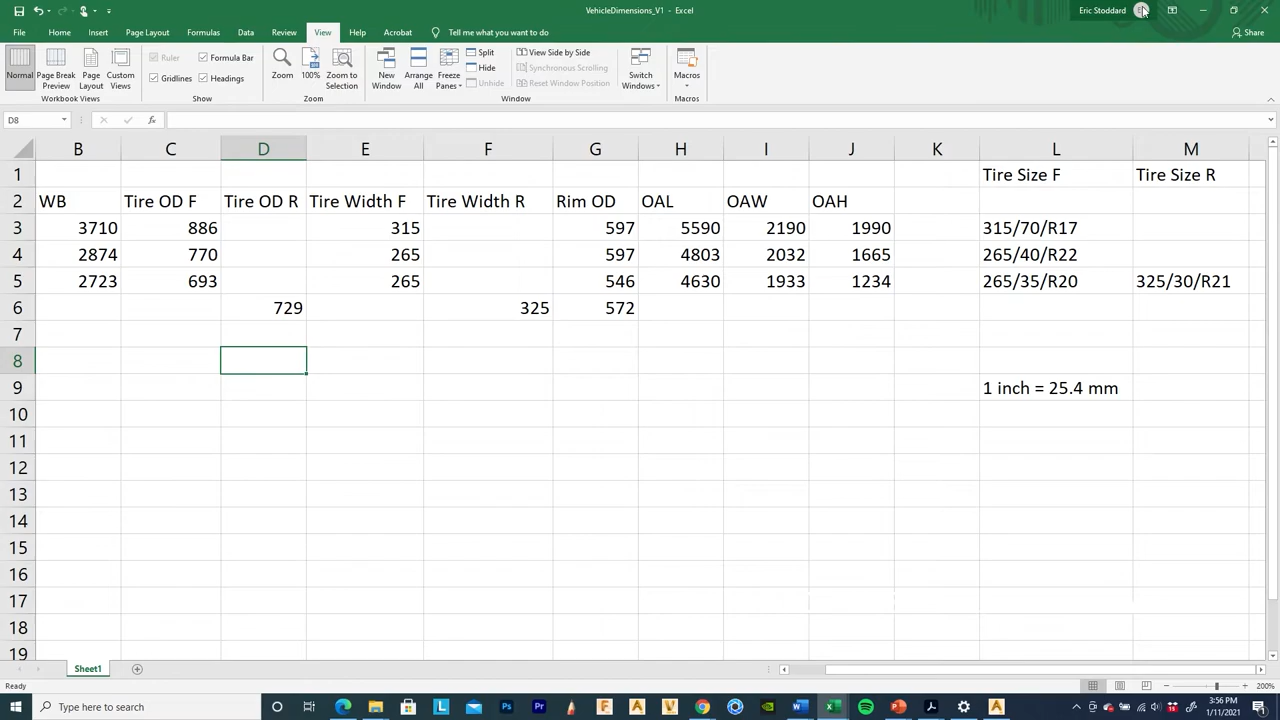 VehicleDimensions_V1 - Excel
Eric Stoddard
File Home Insert Page Layout Formulas Data Review View Help Acrobat Tell me what you want to do Share
Normal Page Break Preview Page Layout Custom Views
Workbook Views
Ruler Formula Bar
Gridlines Headings
Show
Zoom 100% Zoom to Selection
Zoom
New Window Arrange All Freeze Panes
Split
Hide
Unhide
View Side by Side
Synchronous Scrolling
Reset Window Position
Window
Switch Windows
Macros
Macros
D8
B C D E F G H I J K L M
1 Tire Size F Tire Size R
2 WB Tire OD F Tire OD R Tire Width F Tire Width R Rim OD OAL OAW OAH
3 3710 886 315 597 5590 2190 1990 315/70/R17
4 2874 770 265 597 4803 2032 1665 265/40/R22
5 2723 693 265 546 4630 1933 1234 265/35/R20 325/30/R21
6 729 325 572
7
8
9 1 inch = 25.4 mm
10
11
12
13
14
15
16
17
18
19
Sheet1
Ready
200%
Type here to search
3:56 PM
1/11/2021